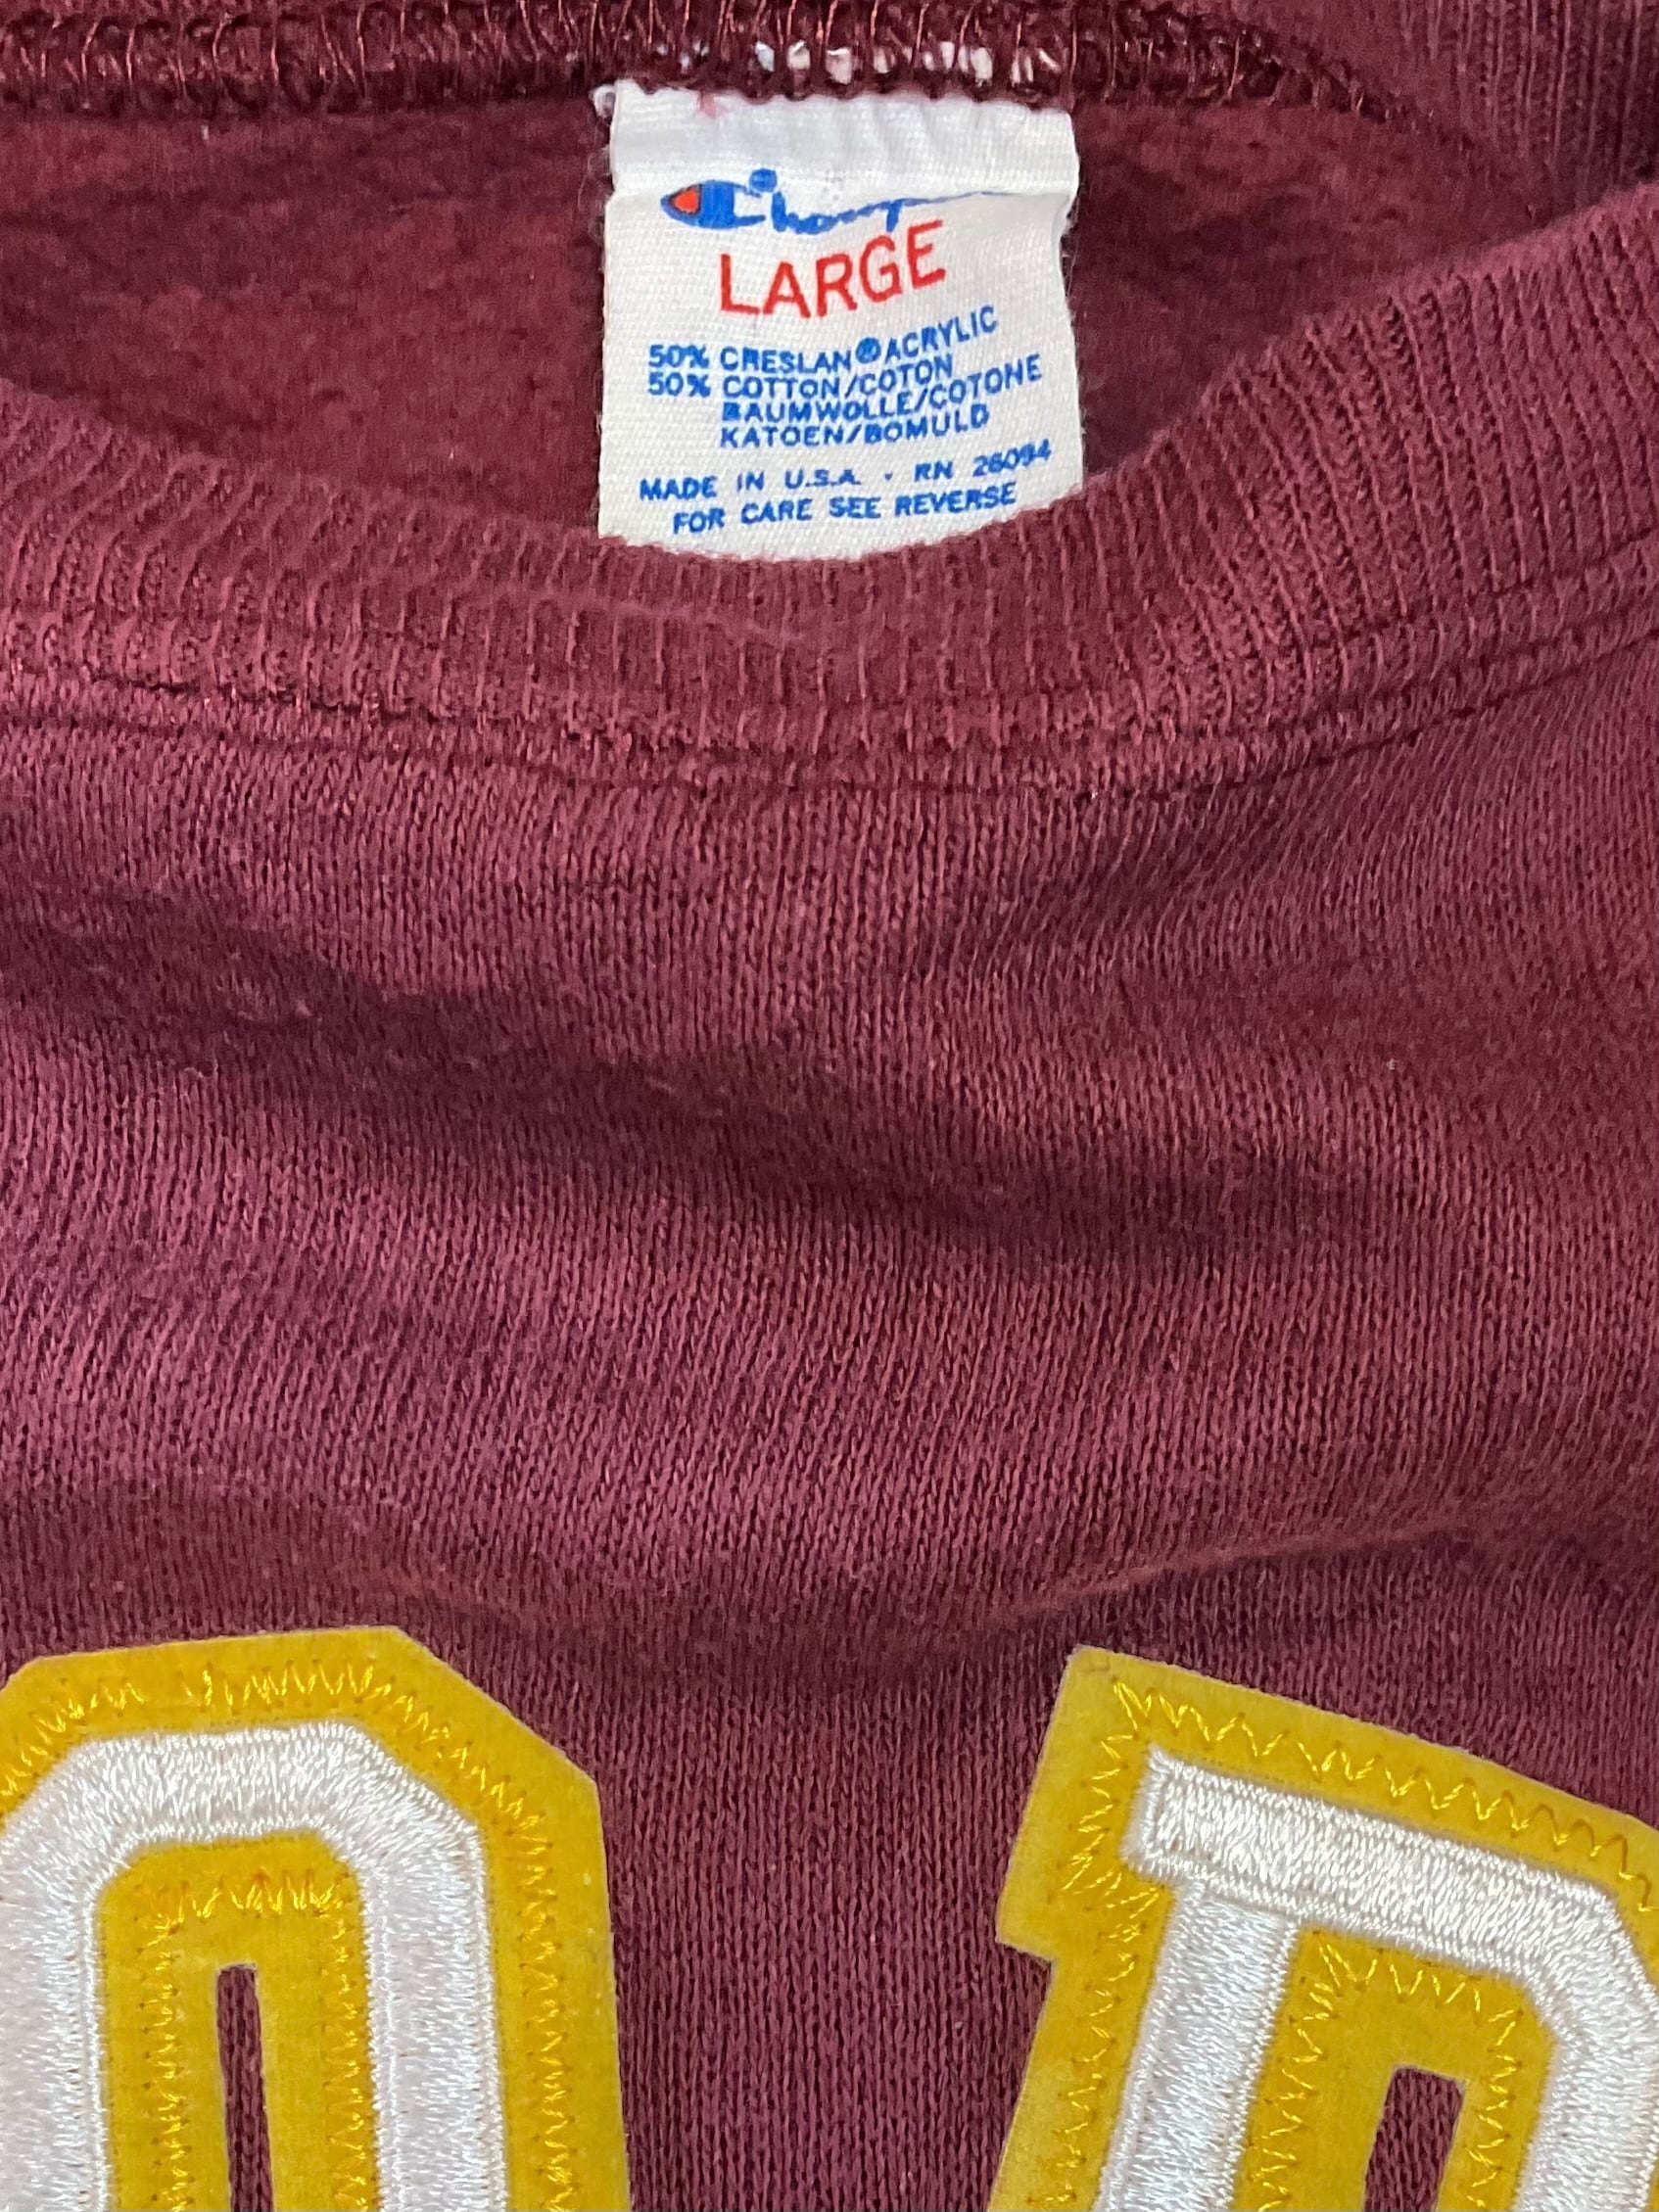 Champion
LARGE
50% CRESLAN® ACRYLIC
50% COTTON/COTON
BAUMWOLLE/COTONE
KATOEN/BOMULD
MADE IN U.S.A. · RN 26094
FOR CARE SEE REVERSE